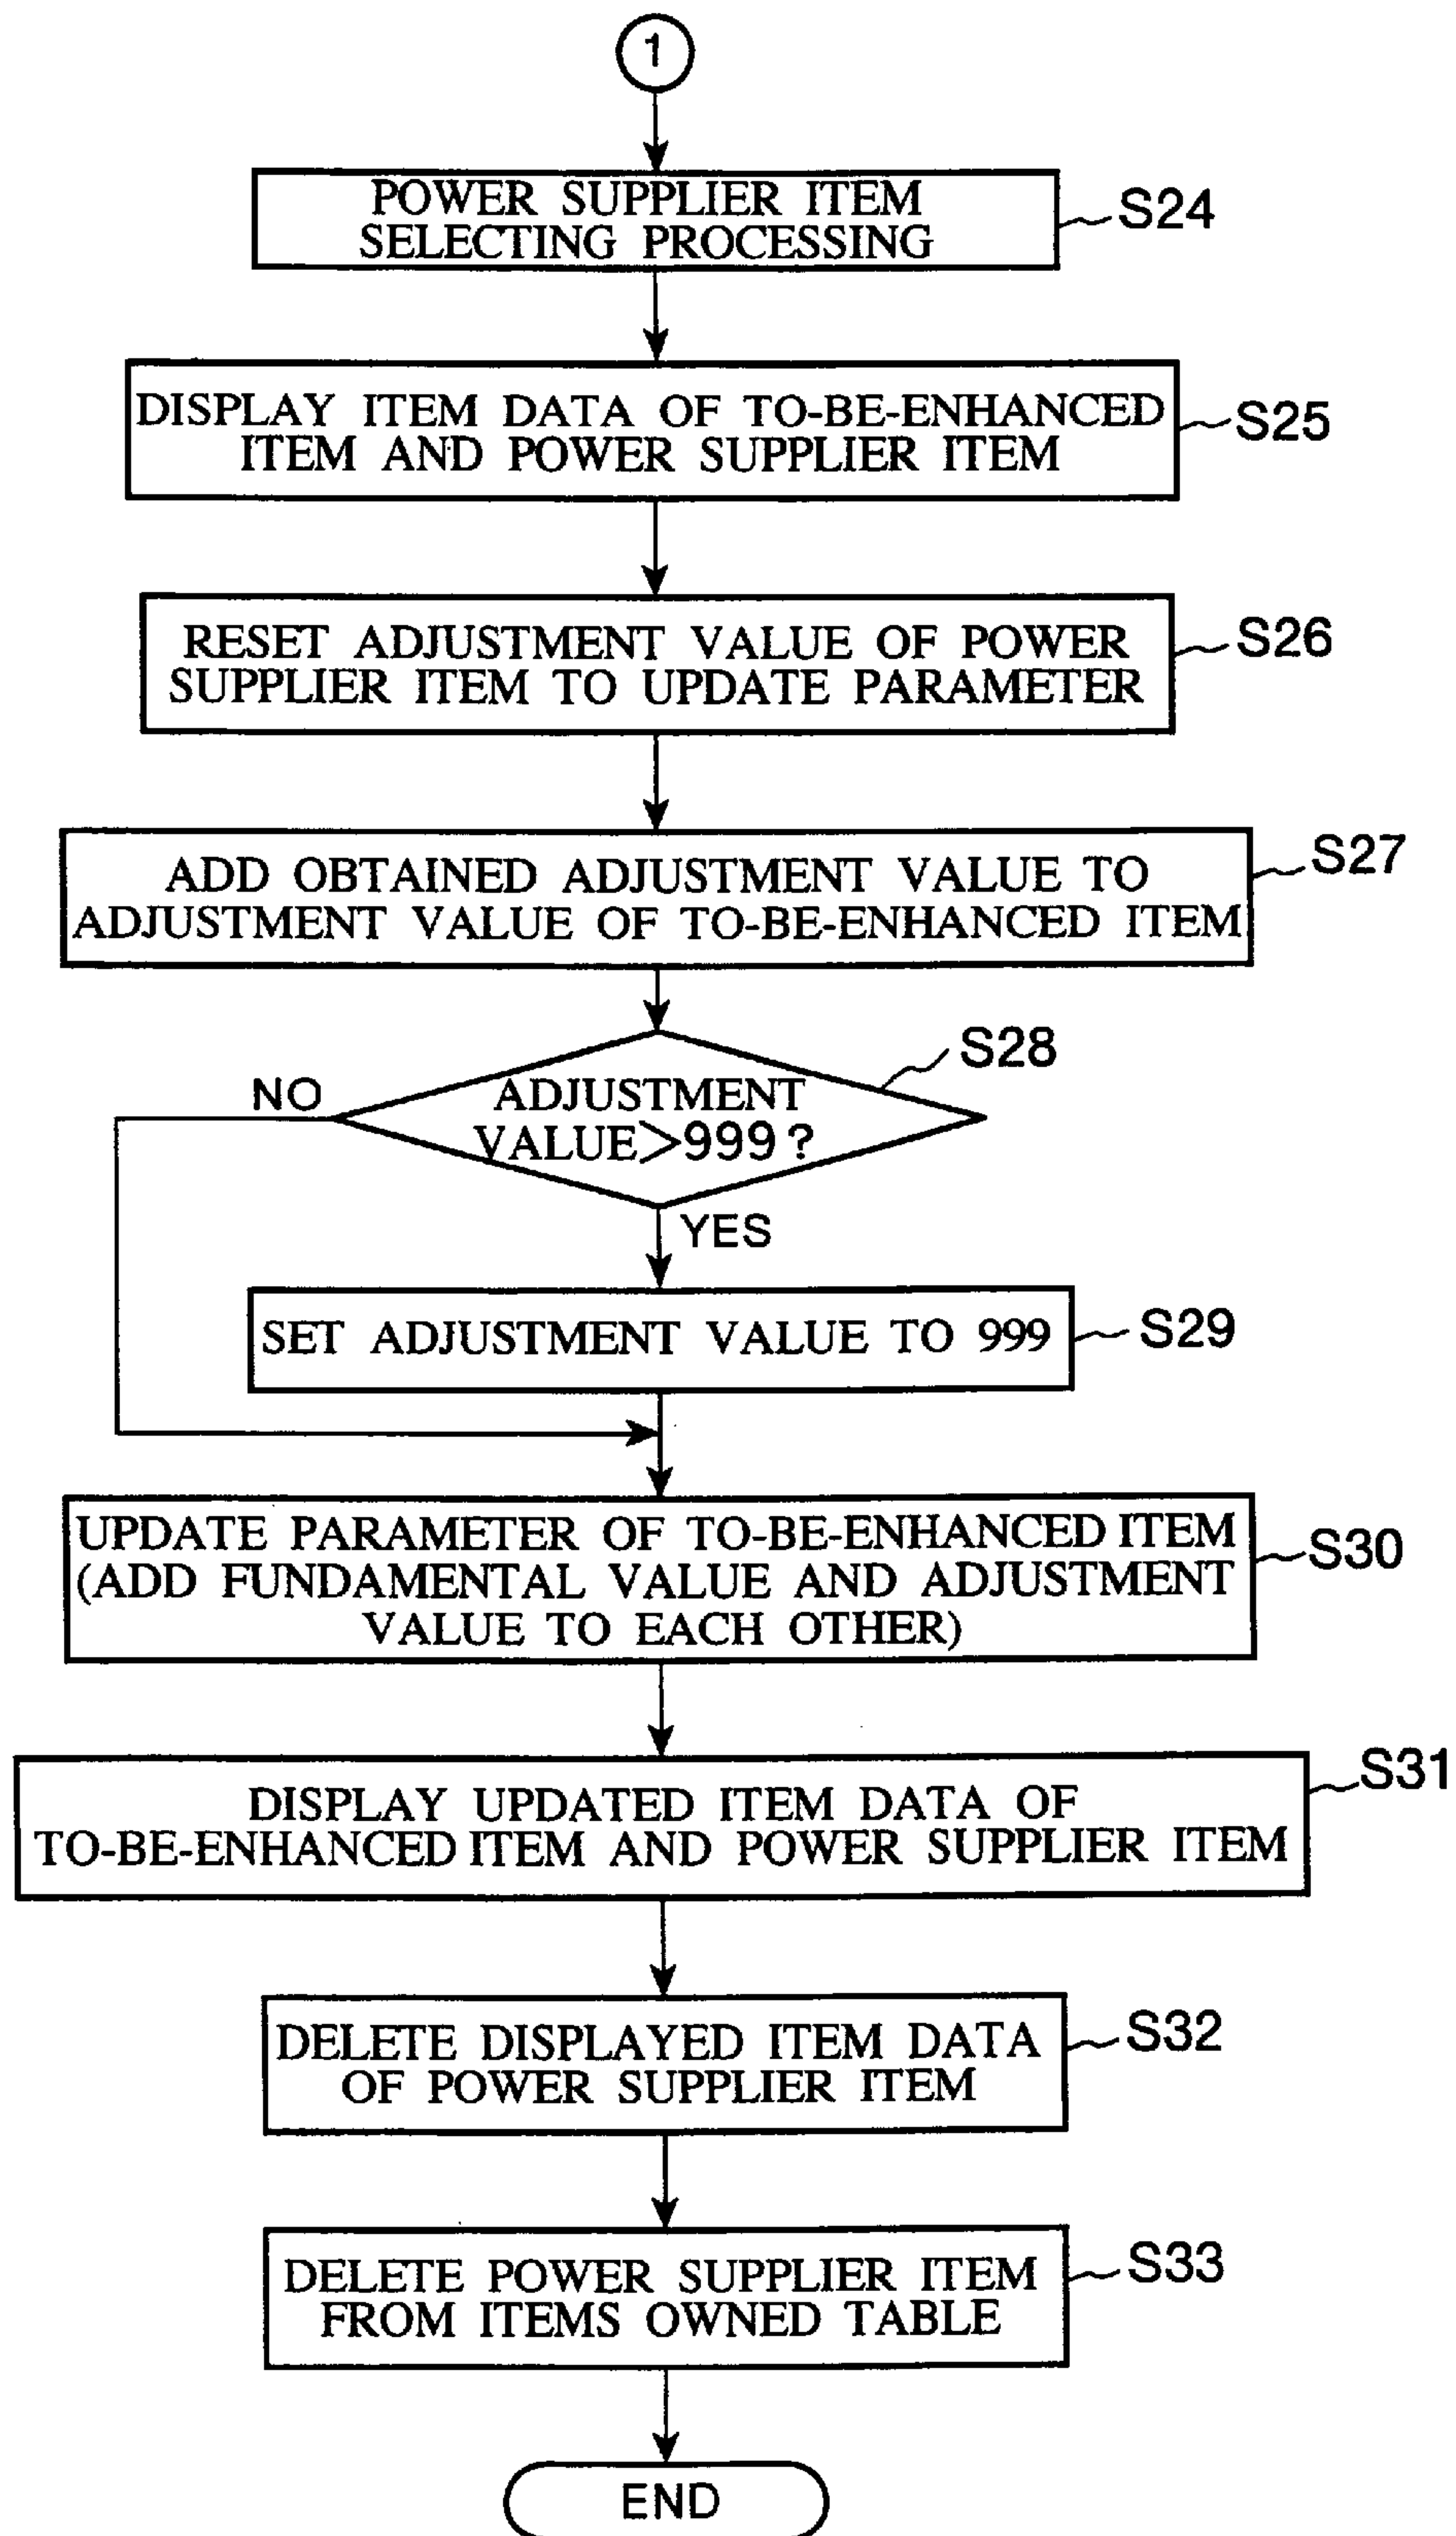 1
POWER SUPPLIER ITEM
SELECTING PROCESSING
S24
DISPLAY ITEM DATA OF TO-BE-ENHANCED
ITEM AND POWER SUPPLIER ITEM
S25
RESET ADJUSTMENT VALUE OF POWER
SUPPLIER ITEM TO UPDATE PARAMETER
S26
ADD OBTAINED ADJUSTMENT VALUE TO
ADJUSTMENT VALUE OF TO-BE-ENHANCED ITEM
S27
ADJUSTMENT
VALUE>999?
S28
NO
YES
SET ADJUSTMENT VALUE TO 999
S29
UPDATE PARAMETER OF TO-BE-ENHANCED ITEM
(ADD FUNDAMENTAL VALUE AND ADJUSTMENT
VALUE TO EACH OTHER)
S30
DISPLAY UPDATED ITEM DATA OF
TO-BE-ENHANCED ITEM AND POWER SUPPLIER ITEM
S31
DELETE DISPLAYED ITEM DATA
OF POWER SUPPLIER ITEM
S32
DELETE POWER SUPPLIER ITEM
FROM ITEMS OWNED TABLE
S33
END